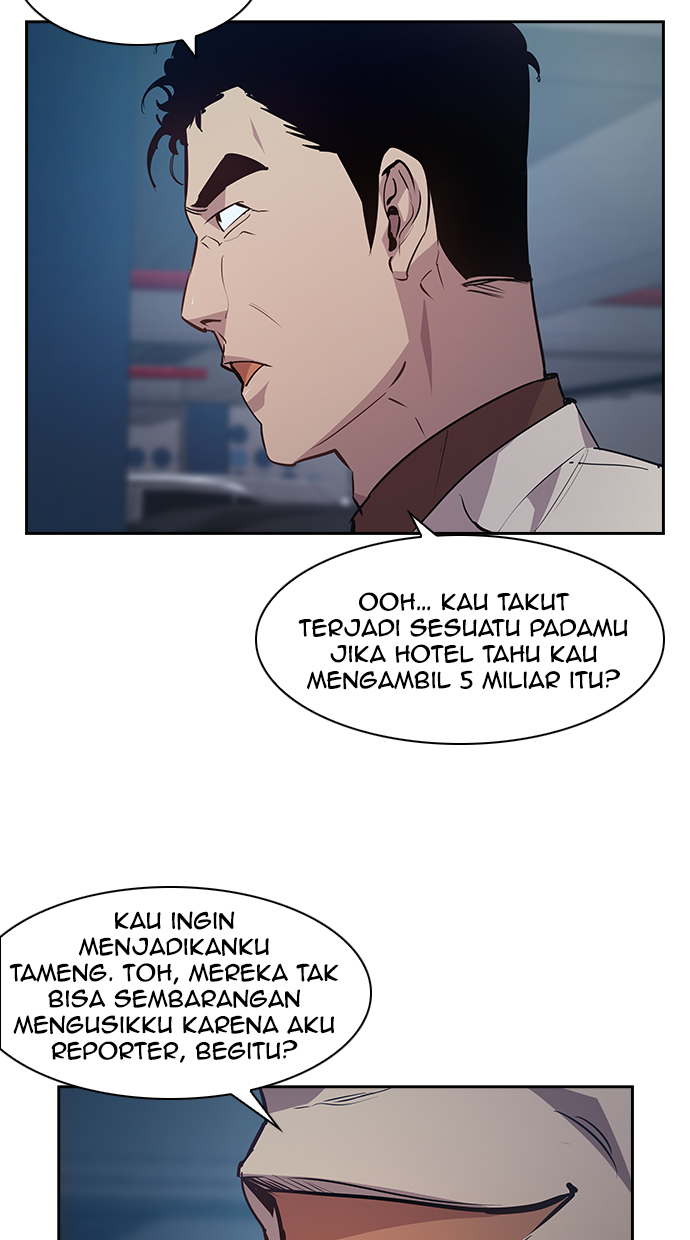 OOH... KAU TAKUT
TERJADI SESUATU PADAMU
JIKA HOTEL TAHU KAU
MENGAMBIL 5 MILIAR ITU?
KAU INGIN
MENJADIKANKU
TAMENG. TOH, MEREKA TAK
BISA SEMBARANGAN
MENGUSIKKU KARENA AKU
REPORTER, BEGITU?